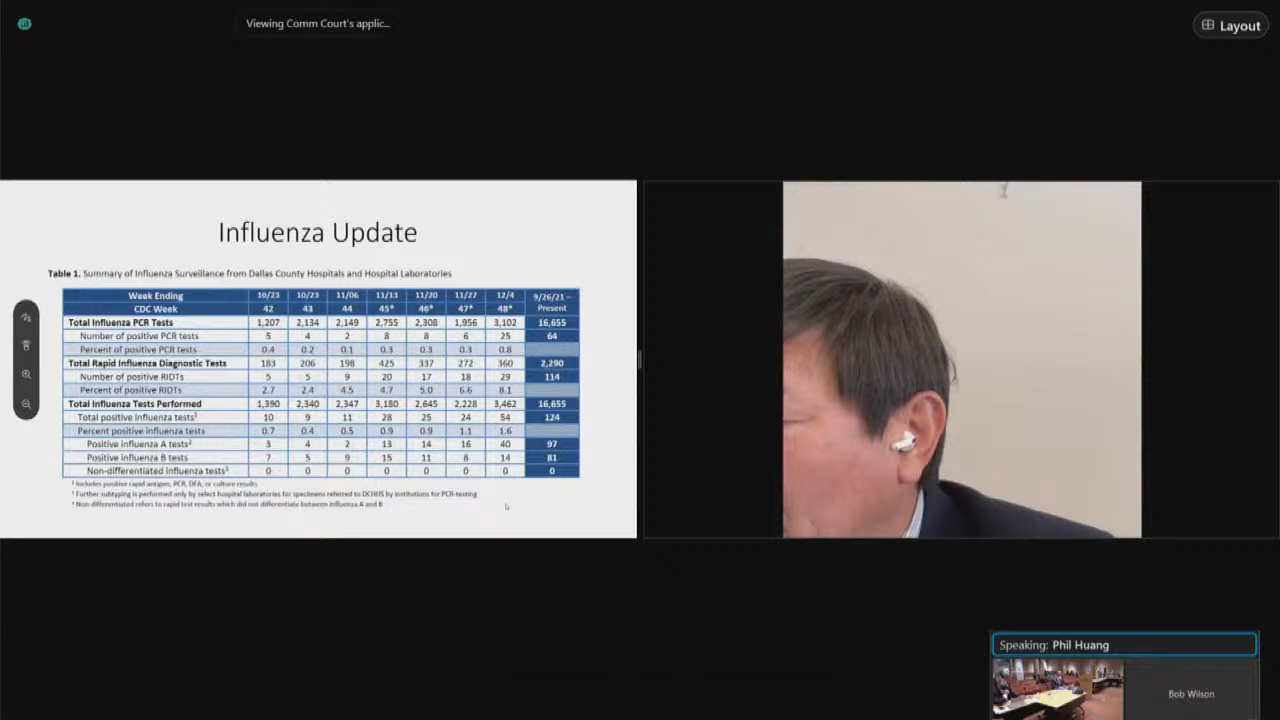 Viewing Comm Court's applic...
Layout
Influenza Update
Table 1. Summary of Influenza Surveillance from Dallas County Hospitals and Hospital Laboratories
Week Ending 10/23 10/23 11/06 11/13 11/20 11/27 12/4 9/26/21 – Present
CDC Week 42 43 44 45* 46* 47* 48*
Total Influenza PCR Tests 1,207 2,134 2,149 2,755 2,308 1,956 3,102 16,655
Number of positive PCR tests 5 4 2 8 8 6 25 64
Percent of positive PCR tests 0.4 0.2 0.1 0.3 0.3 0.3 0.8
Total Rapid Influenza Diagnostic Tests 183 206 198 425 337 272 360 2,290
Number of positive RIDTs 5 5 9 20 17 18 29 114
Percent of positive RIDTs 2.7 2.4 4.5 4.7 5.0 6.6 8.1
Total Influenza Tests Performed 1,390 2,340 2,347 3,180 2,645 2,228 3,462 16,655
Total positive influenza tests¹ 10 9 11 28 25 24 54 124
Percent positive influenza tests 0.7 0.4 0.5 0.9 0.9 1.1 1.6
Positive influenza A tests² 3 4 2 13 14 16 40 97
Positive influenza B tests 7 5 9 15 11 8 14 81
Non-differentiated influenza tests³ 0 0 0 0 0 0 0 0
¹ Includes positive rapid antigen, PCR, DFA, or culture results
² Further subtyping is performed only by select hospital laboratories for specimens referred to DCHHS by institutions for PCR-testing
³ Non-differentiated refers to rapid test results which did not differentiate between influenza A and B
Speaking: Phil Huang
Bob Wilson